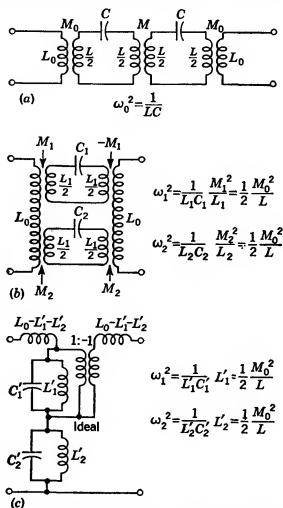 M₀ C M C M₀
L₀ L/2 L/2 L/2 L/2 L₀
(a) ω₀² = 1/LC
M₁ -M₁
C₁
L₁/2 L₁/2
ω₁² = 1/L₁C₁ M₁²/L₁ = 1/2 M₀²/L
L₀ C₂ L₀
L₁/2 L₁/2
ω₂² = 1/L₂C₂ M₂²/L₂ = 1/2 M₀²/L
(b) M₂ M₂
L₀-L′₁-L′₂ L₀-L′₁-L′₂
1:-1
C′₁ L′₁
ω₁² = 1/L′₁C′₁ L′₁ = 1/2 M₀²/L
Ideal
C′₂ L′₂
ω₂² = 1/L′₂C′₂ L′₂ = 1/2 M₀²/L
(c)